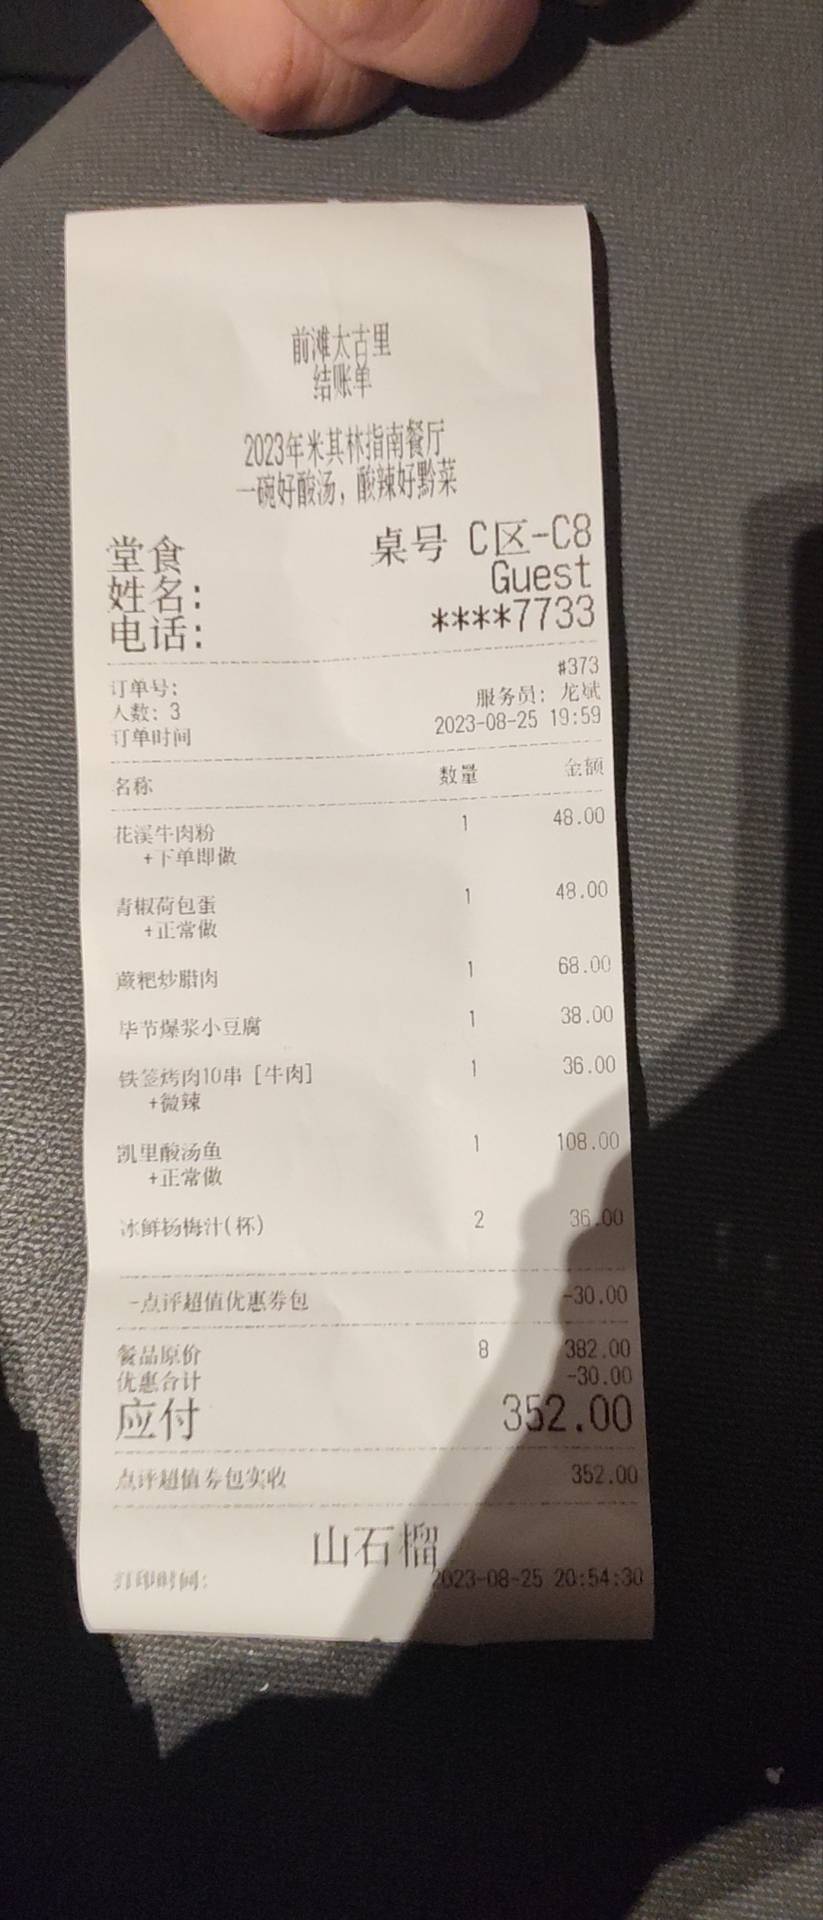 前滩太古里
结账单
2023年米其林指南餐厅
一碗好酸汤，酸辣好黔菜
堂食 桌号 C区-C8
姓名： Guest
电话： ****7733
订单号： #373
人数：3 服务员：龙斌
订单时间 2023-08-25 19:59
名称 数量 金额
花溪牛肉粉 1 48.00
+下单即做
青椒荷包蛋 1 48.00
+正常做
蕨粑炒腊肉 1 68.00
毕节爆浆小豆腐 1 38.00
铁签烤肉10串［牛肉］ 1 36.00
+微辣
凯里酸汤鱼 1 108.00
+正常做
冰鲜杨梅汁(杯) 2 36.00
-点评超值优惠券包 -30.00
餐品原价 8 382.00
优惠合计 -30.00
应付 352.00
点评超值券包实收 352.00
山石榴
打印时间： 2023-08-25 20:54:30